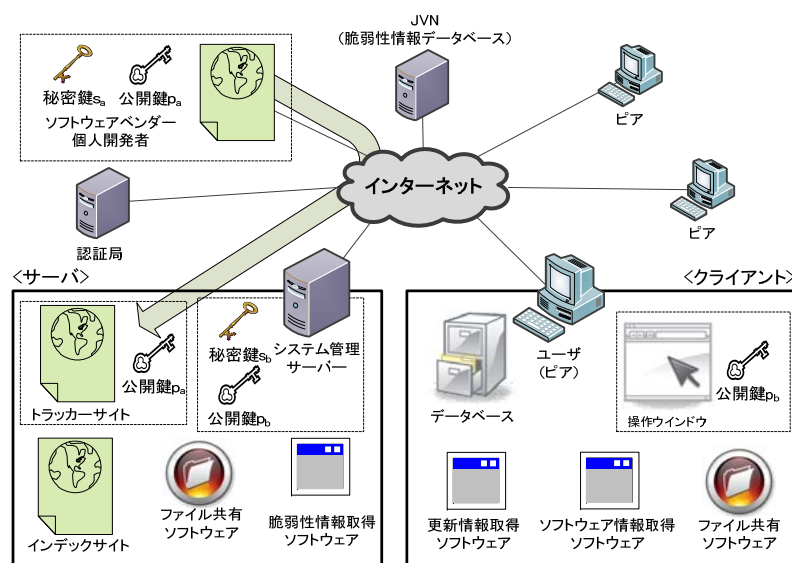 JVN
(脆弱性情報データベース)
秘密鍵sa
公開鍵pa
ソフトウェアベンダー
個人開発者
ピア
インターネット
認証局
ピア
<サーバ>
<クライアント>
公開鍵pa
トラッカーサイト
秘密鍵sb
システム管理
サーバー
公開鍵pb
ユーザ
(ピア)
データベース
公開鍵pb
操作ウインドウ
インデックサイト
ファイル共有
ソフトウェア
脆弱性情報取得
ソフトウェア
更新情報取得
ソフトウェア
ソフトウェア情報取得
ソフトウェア
ファイル共有
ソフトウェア